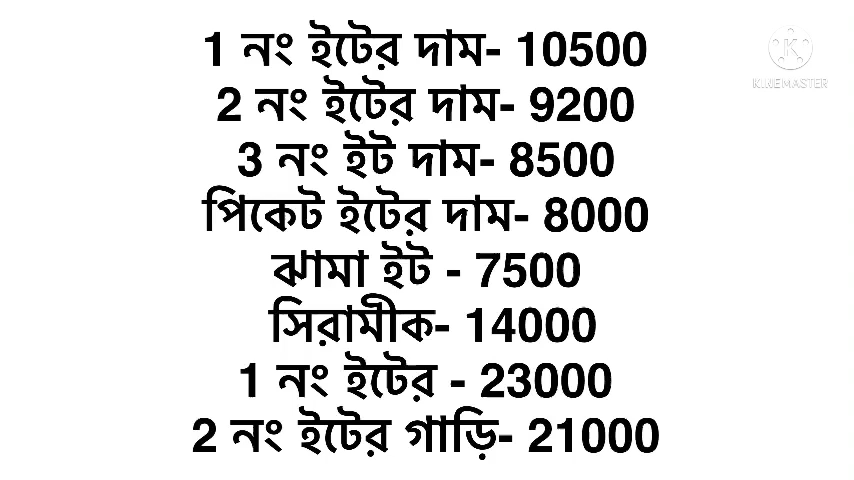 1 নং ইটের দাম- 10500
2 নং ইটের দাম- 9200
3 নং ইট দাম- 8500
পিকেট ইটের দাম- 8000
ঝামা ইট - 7500
সিরামীক- 14000
1 নং ইটের - 23000
2 নং ইটের গাড়ি- 21000
K
KINEMASTER